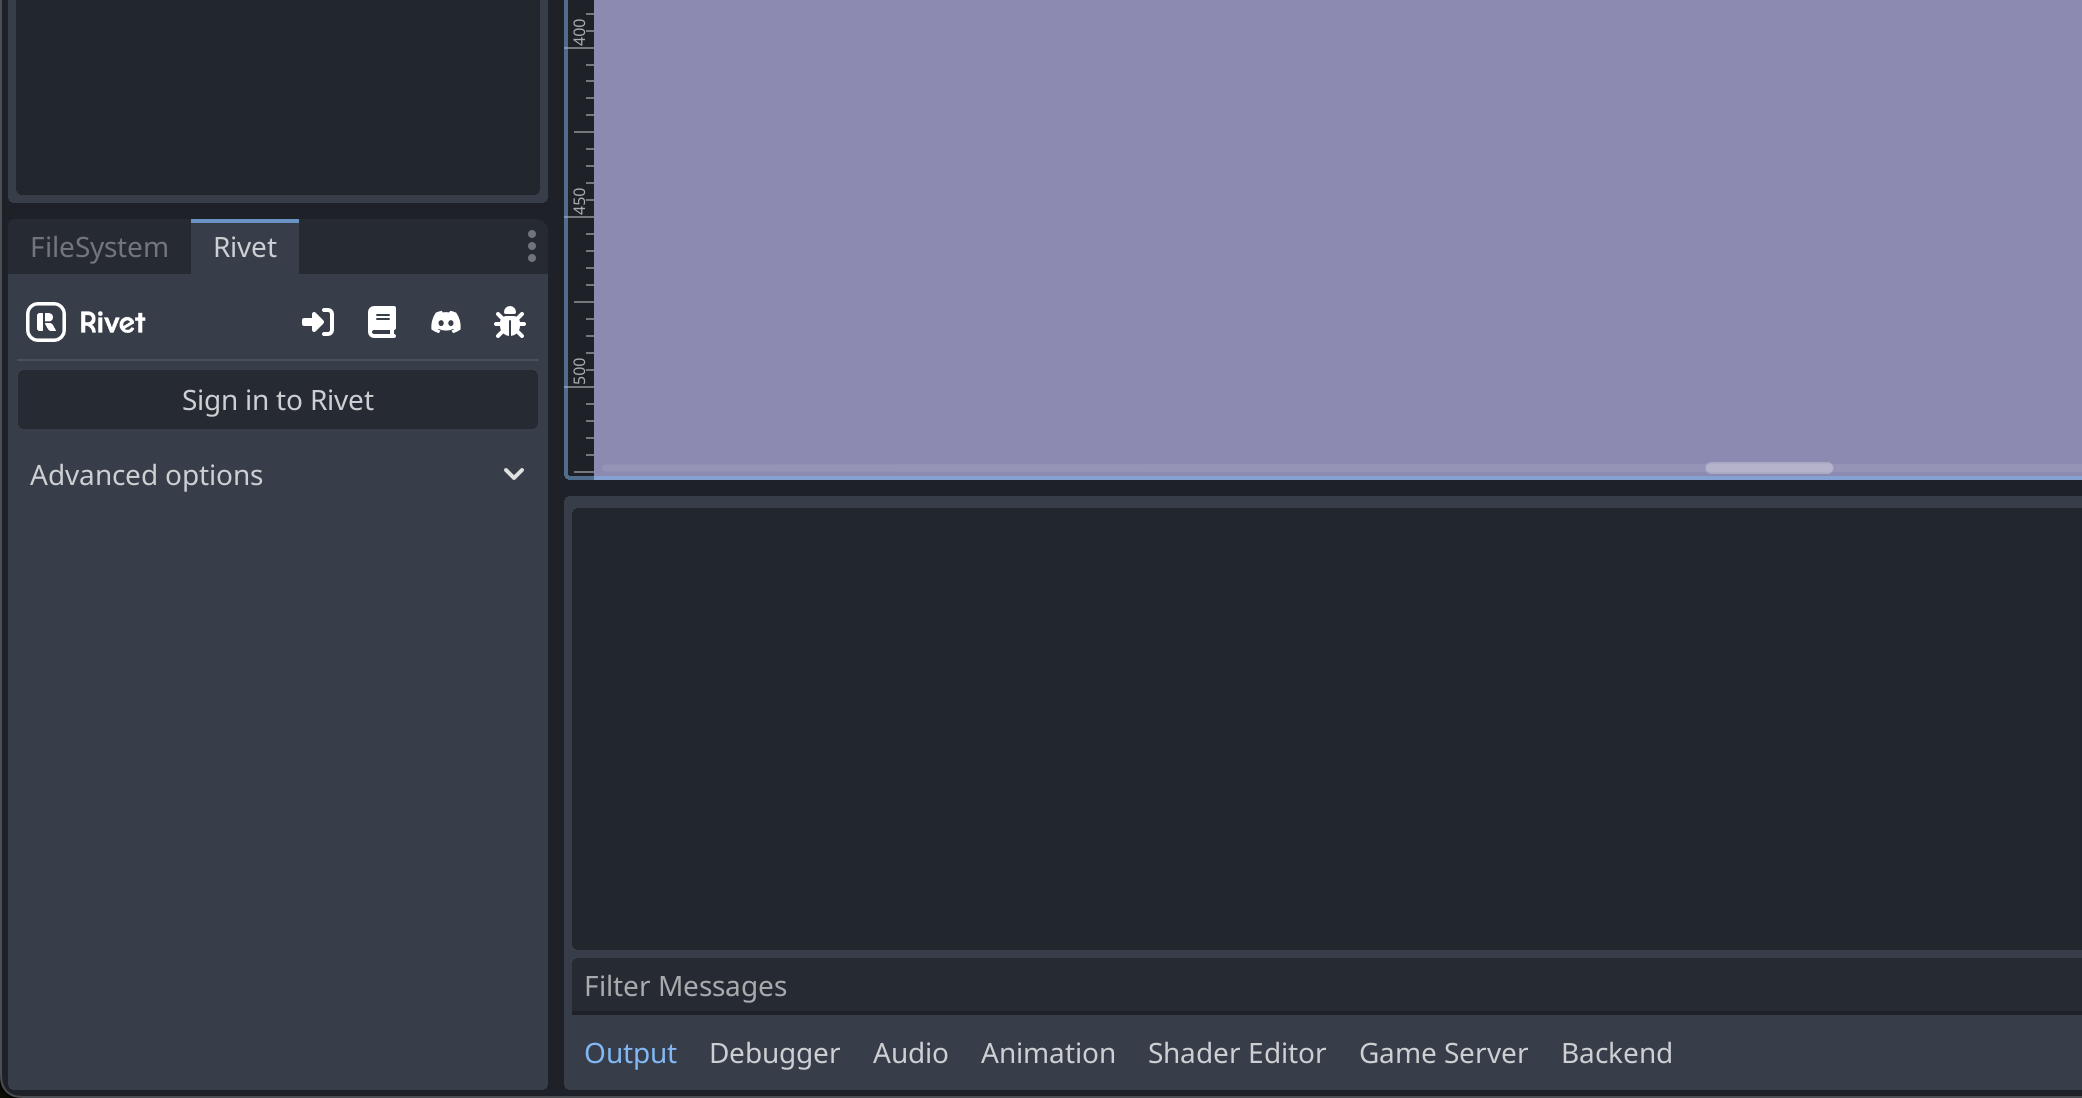 400
450
500
FileSystem
Rivet
Rivet
Sign in to Rivet
Advanced options
Filter Messages
Output Debugger Audio Animation Shader Editor Game Server Backend